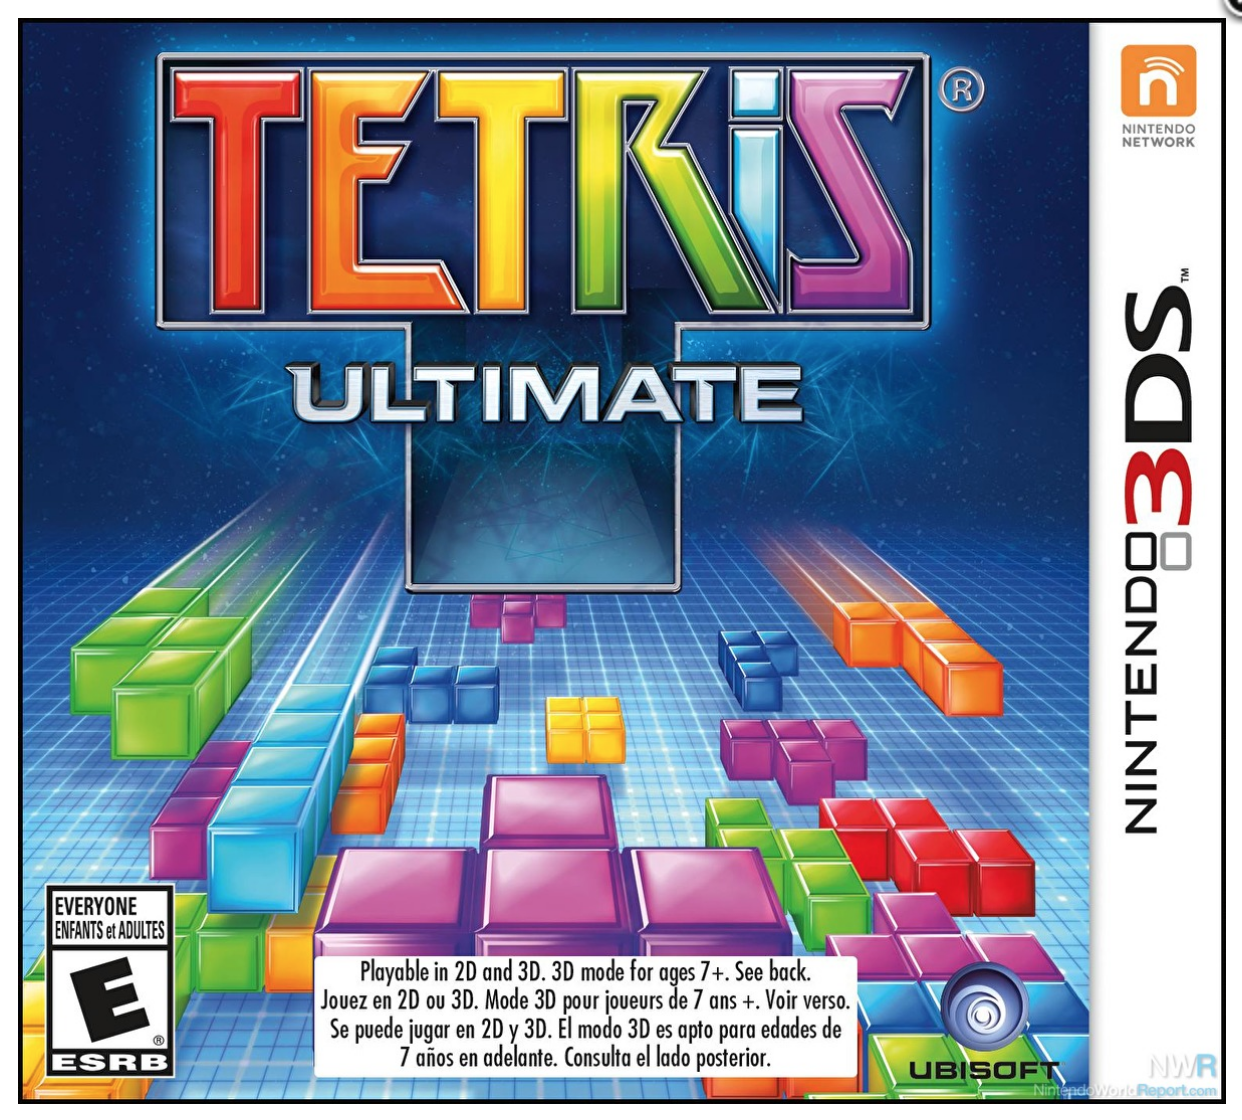 TETRIS®
ULTIMATE
n
NINTENDO
NETWORK
NINTENDO 3DS™
EVERYONE
ENFANTS et ADULTES
E®
ESRB
Playable in 2D and 3D. 3D mode for ages 7+. See back.
Jouez en 2D ou 3D. Mode 3D pour joueurs de 7 ans +. Voir verso.
Se puede jugar en 2D y 3D. El modo 3D es apto para edades de
7 años en adelante. Consulta el lado posterior.
UBISOFT
NWR
NintendoWorldReport.com